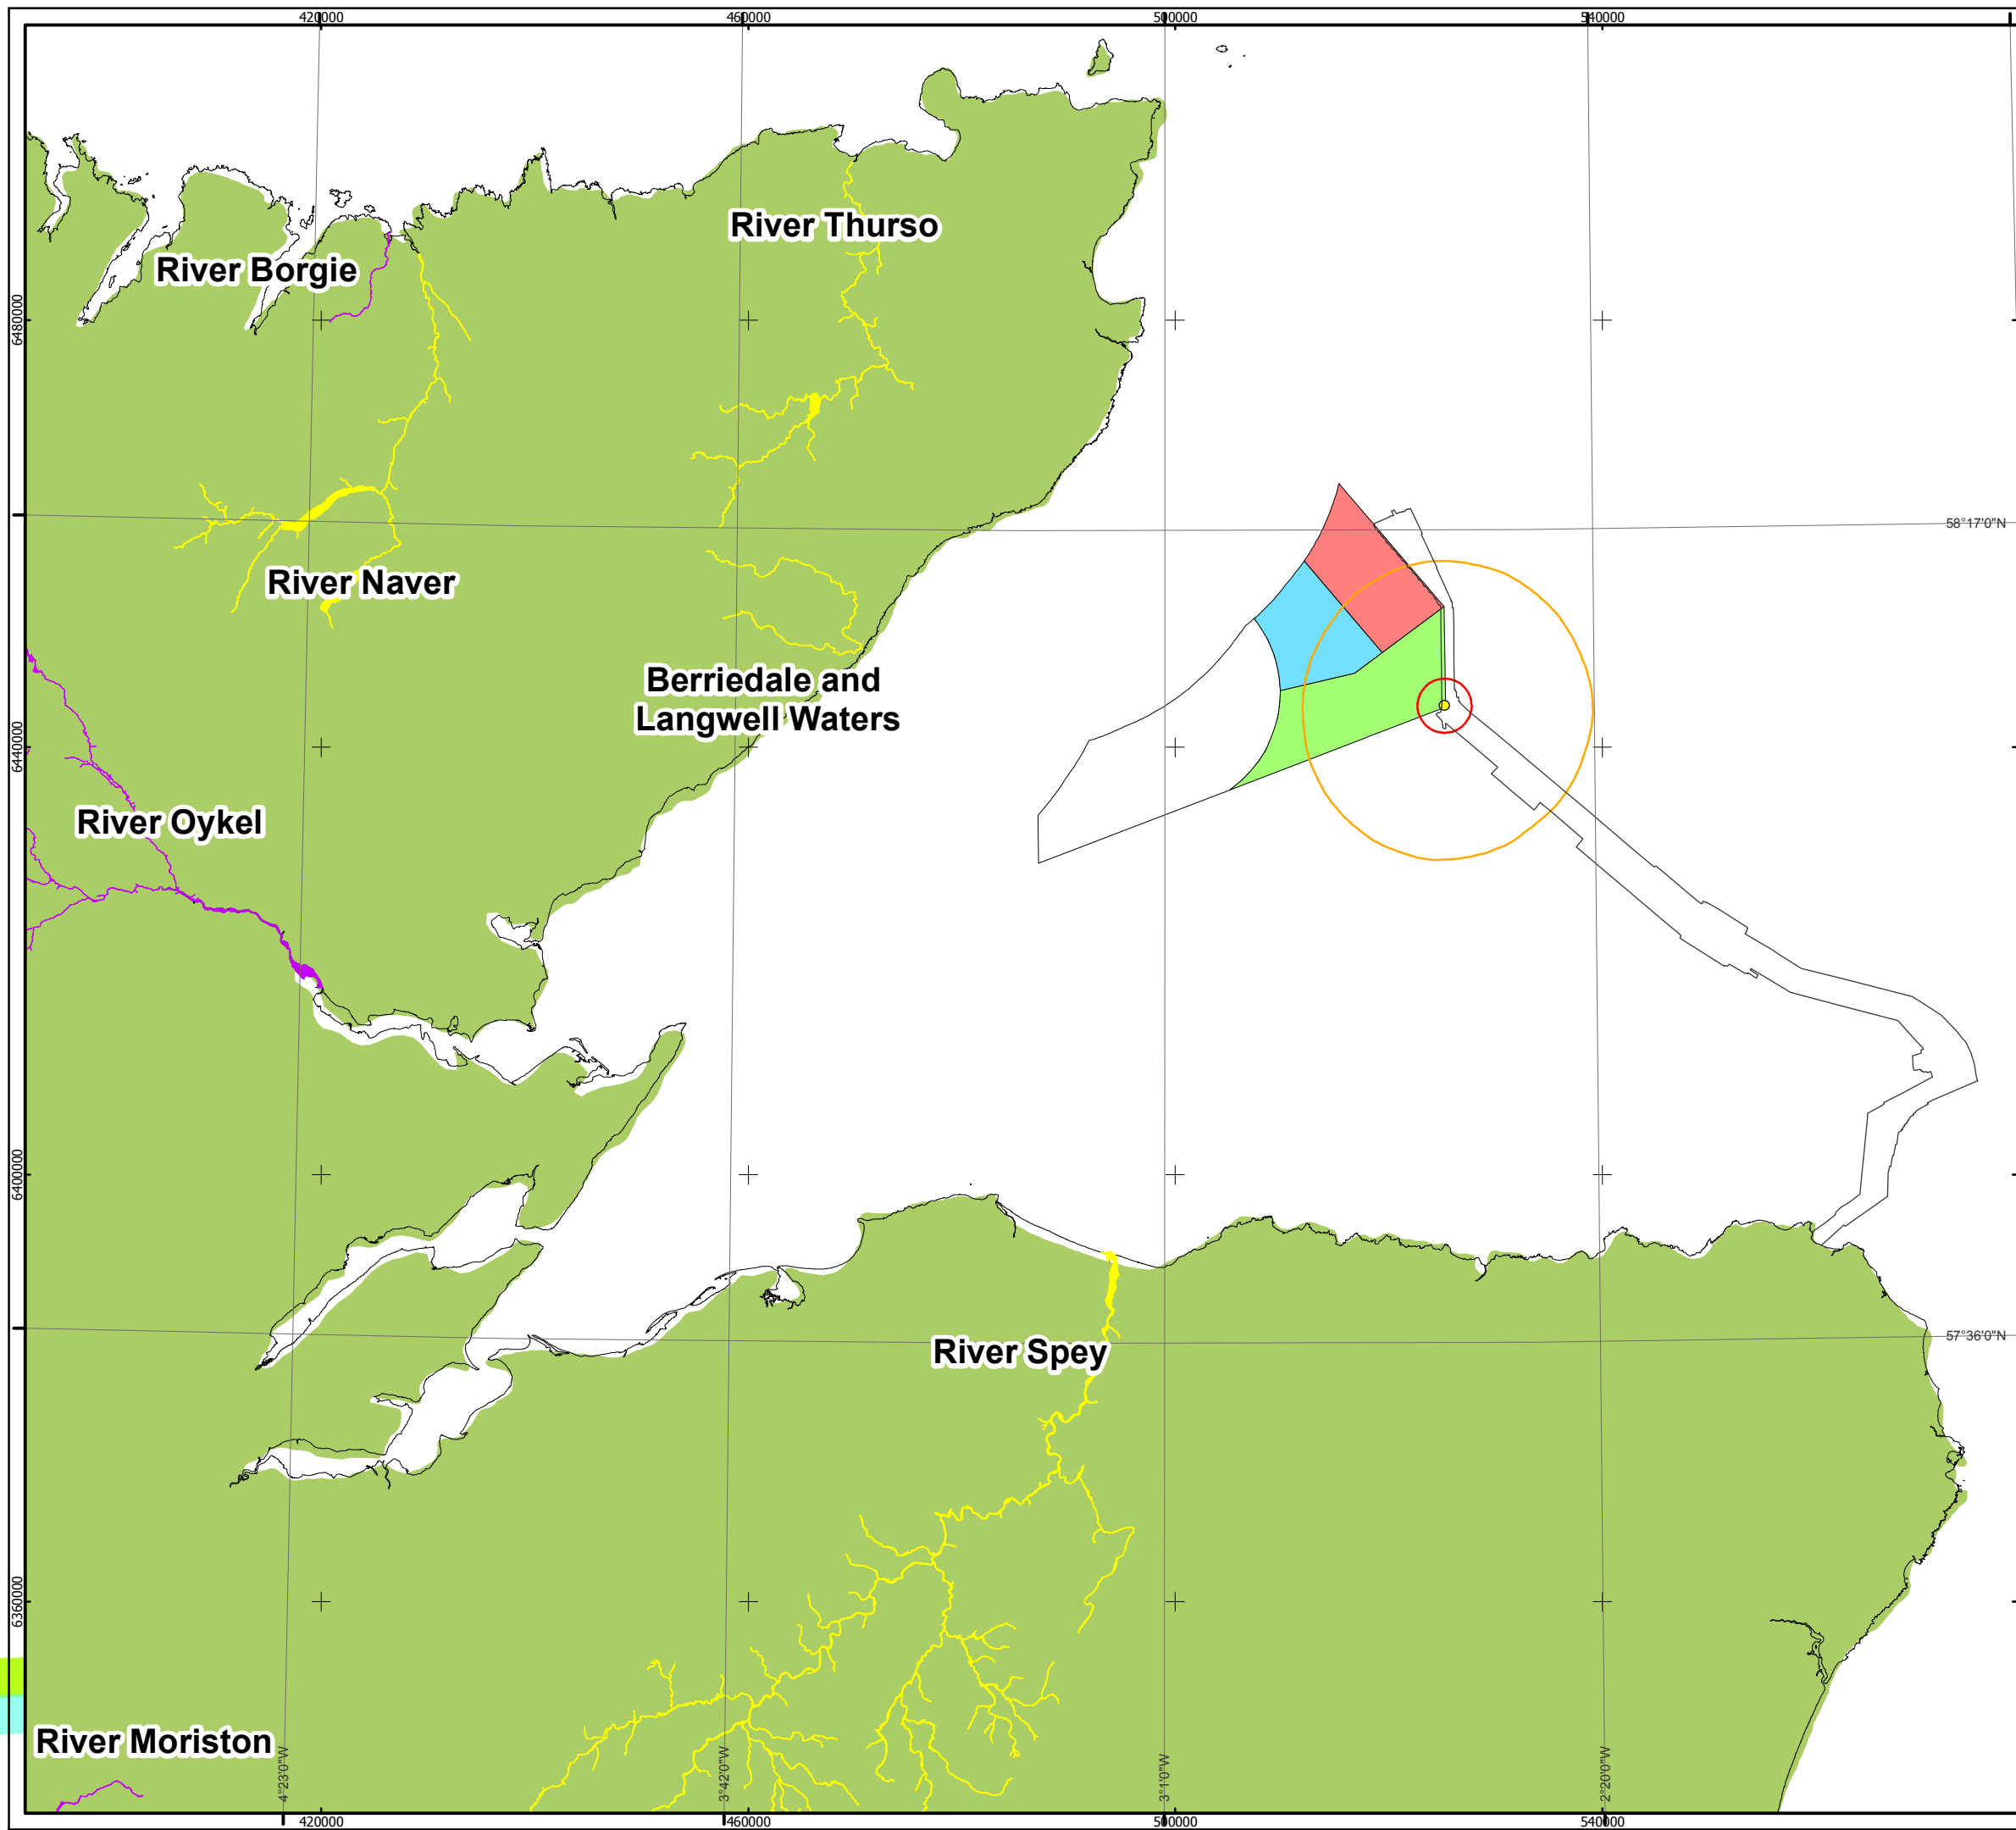 420000 460000 500000 540000
River Thurso
River Borgie
6480000
58°17'0"N
River Naver
Berriedale and
Langwell Waters
6440000
River Oykel
6400000
57°36'0"N
River Spey
6360000
River Moriston
4°23'0"W 3°42'0"W 3°1'0"W 2°20'0"W
420000 460000 500000 540000